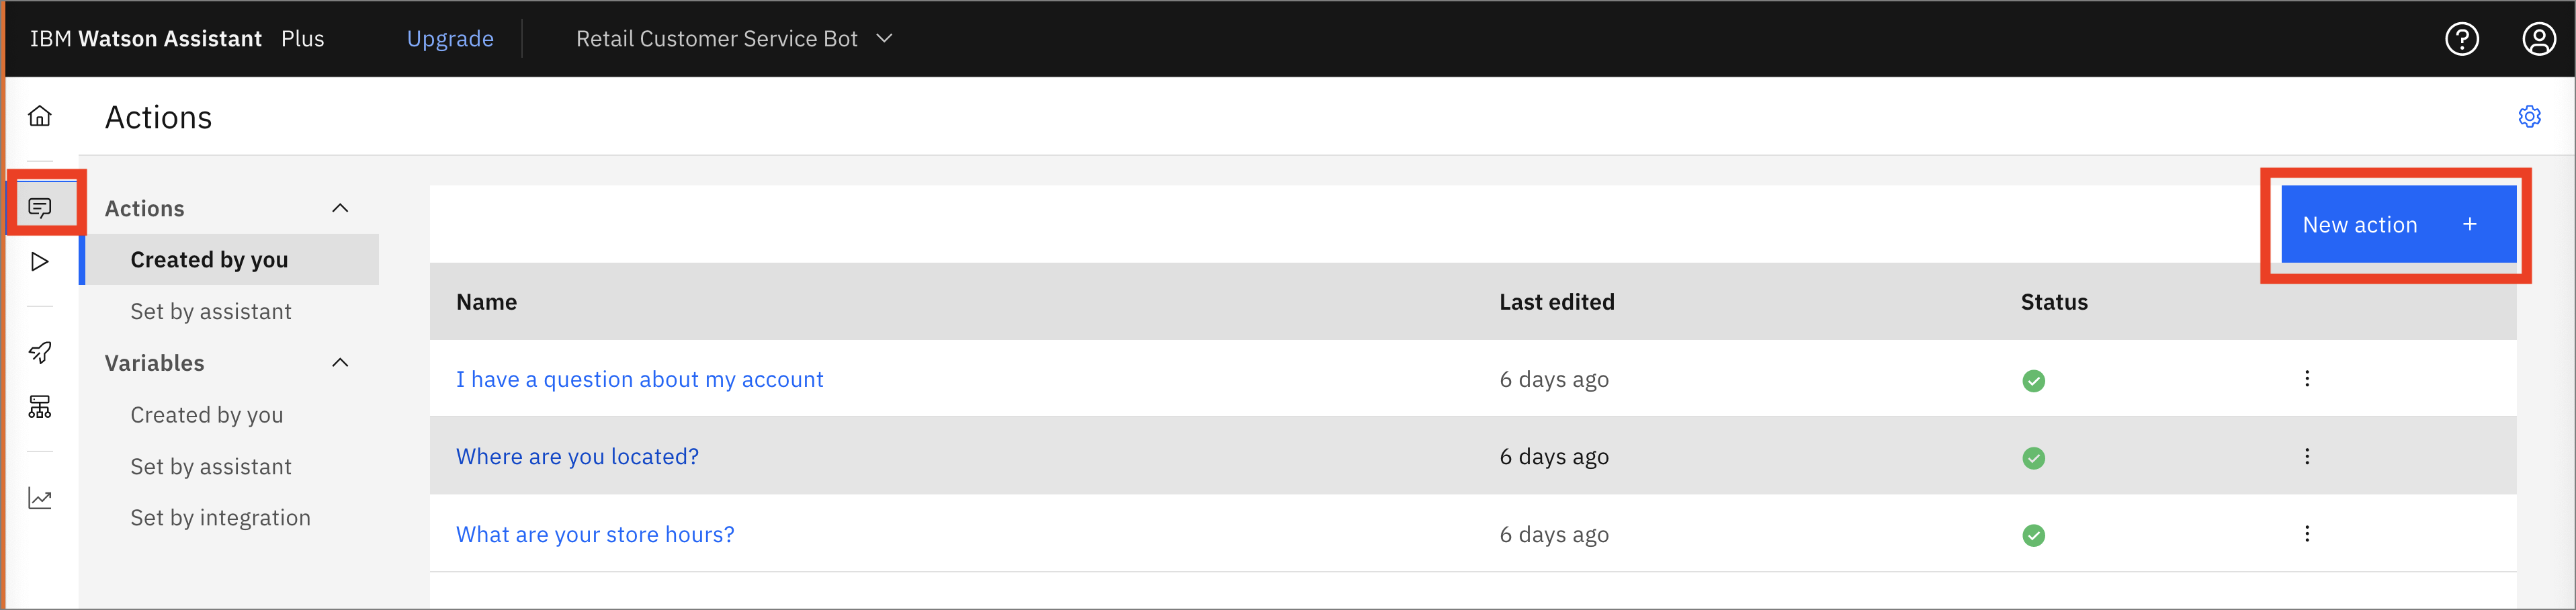 IBM Watson Assistant Plus Upgrade Retail Customer Service Bot
Actions
Actions
Created by you
Set by assistant
Variables
Created by you
Set by assistant
Set by integration
New action +
Name Last edited Status
I have a question about my account 6 days ago
Where are you located? 6 days ago
What are your store hours? 6 days ago